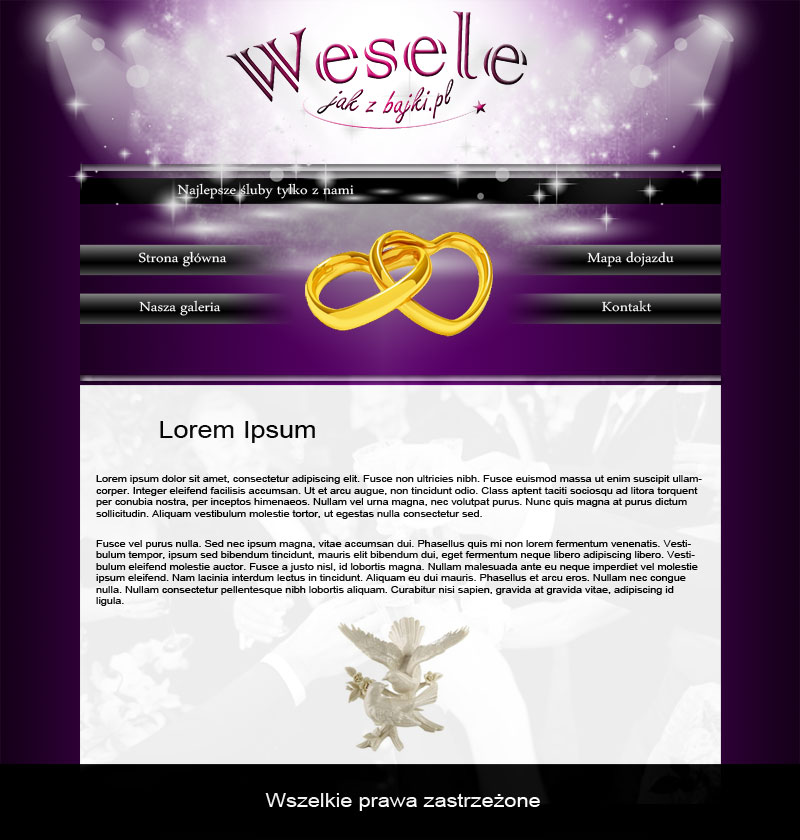 Wesele
jak z bajki.pl
Najlepsze śluby tylko z nami
Strona główna
Mapa dojazdu
Nasza galeria
Kontakt
Lorem Ipsum
Lorem ipsum dolor sit amet, consectetur adipiscing elit. Fusce non ultricies nibh. Fusce euismod massa ut enim suscipit ullam-
corper. Integer eleifend facilisis accumsan. Ut et arcu augue, non tincidunt odio. Class aptent taciti sociosqu ad litora torquent
per conubia nostra, per inceptos himenaeos. Nullam vel urna magna, nec volutpat purus. Nunc quis magna at purus dictum
sollicitudin. Aliquam vestibulum molestie tortor, ut egestas nulla consectetur sed.
Fusce vel purus nulla. Sed nec ipsum magna, vitae accumsan dui. Phasellus quis mi non lorem fermentum venenatis. Vesti-
bulum tempor, ipsum sed bibendum tincidunt, mauris elit bibendum dui, eget fermentum neque libero adipiscing libero. Vesti-
bulum eleifend molestie auctor. Fusce a justo nisl, id lobortis magna. Nullam malesuada ante eu neque imperdiet vel molestie
ipsum eleifend. Nam lacinia interdum lectus in tincidunt. Aliquam eu dui mauris. Phasellus et arcu eros. Nullam nec congue
nulla. Nullam consectetur pellentesque nibh lobortis aliquam. Curabitur nisi sapien, gravida at gravida vitae, adipiscing id
ligula.
Wszelkie prawa zastrzeżone